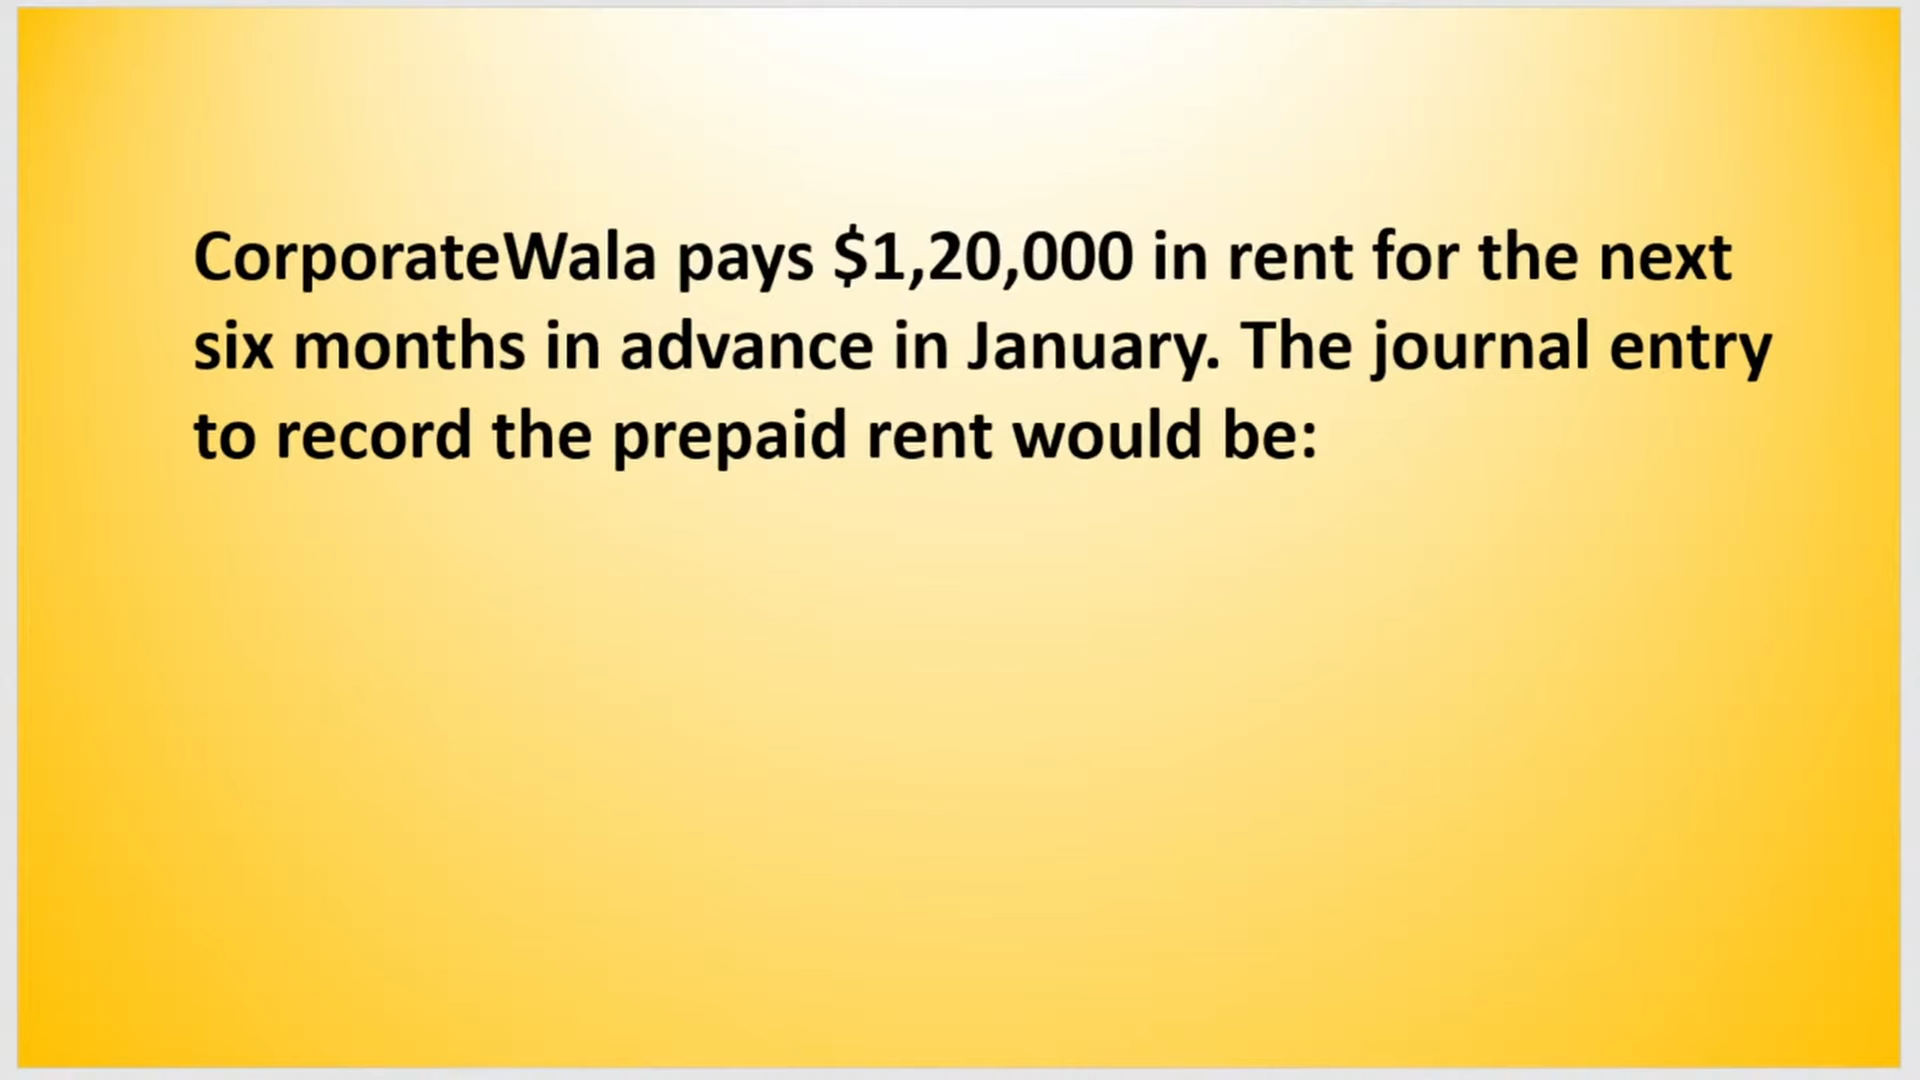 CorporateWala pays $1,20,000 in rent for the next
six months in advance in January. The journal entry
to record the prepaid rent would be: